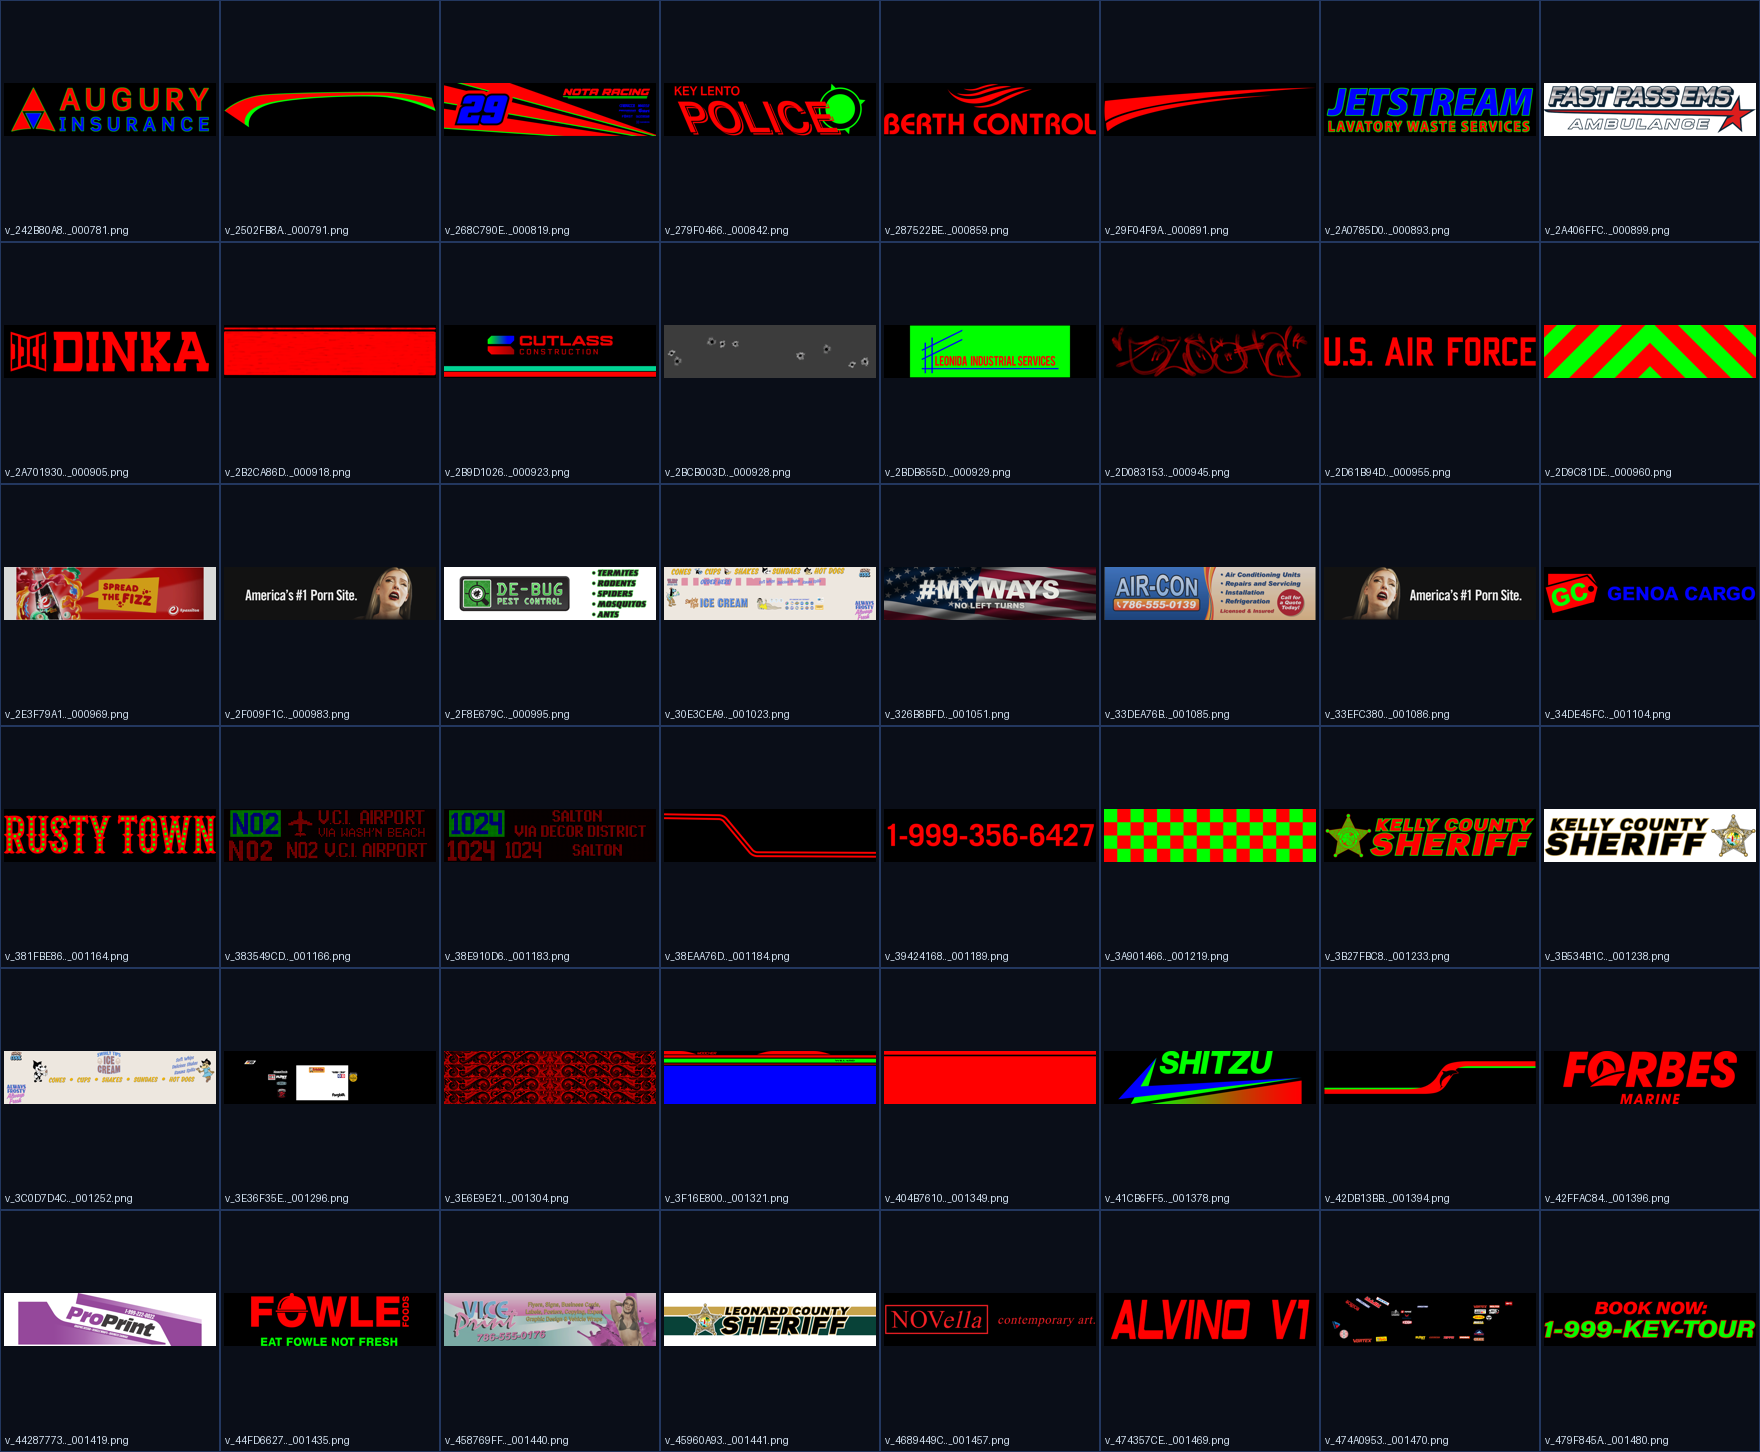 AUGURY
INSURANCE
29
NOTR RACING
KEY LENTO
POLICE
BERTH CONTROL
JETSTREAM
LAVATORY WASTE SERVICES
FAST PASS EMS
AMBULANCE
v_242B80A8.._000781.png
v_2502FB8A.._000791.png
v_268C790E.._000819.png
v_279F0466.._000842.png
v_287522BE.._000859.png
v_29F04F9A.._000891.png
v_2A0785D0.._000893.png
v_2A406FFC.._000899.png
DINKA
CUTLASS
CONSTRUCTION
LEONIDA INDUSTRIAL SERVICES
U.S. AIR FORCE
v_2A701930.._000905.png
v_2B2CA86D.._000918.png
v_2B9D1026.._000923.png
v_2BCB003D.._000928.png
v_2BDB655D.._000929.png
v_2D083153.._000945.png
v_2D61B94D.._000955.png
v_2D9C81DE.._000960.png
SPREAD
THE FIZZ
America's #1 Porn Site.
DE-BUG
PEST CONTROL
• TERMITES
• RODENTS
• SPIDERS
• MOSQUITOS
• ANTS
CONES • CUPS • SHAKES • SUNDAES • HOT DOGS
ICE CREAM
#MYWAYS
NO LEFT TURNS
AIR-CON
786-555-0139
• Air Conditioning Units
• Repairs and Servicing
• Installation
• Refrigeration
Licensed & Insured
Call for
a Quote
Today!
America's #1 Porn Site.
GC GENOA CARGO
v_2E3F79A1.._000969.png
v_2F009F1C.._000983.png
v_2F8E679C.._000995.png
v_30E3CEA9.._001023.png
v_326B8BFD.._001051.png
v_33DEA76B.._001085.png
v_33EFC380.._001086.png
v_34DE45FC.._001104.png
RUSTY TOWN
N02 V.C.I AIRPORT
VIA WASH'N BEACH
N02 N02 V.C.I AIRPORT
1024 SALTON
VIA DECOR DISTRICT
1024 1024 SALTON
1-999-356-6427
KELLY COUNTY
SHERIFF
KELLY COUNTY
SHERIFF
v_381FBE86.._001164.png
v_383549CD.._001166.png
v_38E910D6.._001183.png
v_38EAA76D.._001184.png
v_39424168.._001189.png
v_3A901466.._001219.png
v_3B27FBC8.._001233.png
v_3B534B1C.._001238.png
ICE
CREAM
CONES • CUPS • SHAKES • SUNDAES • HOT DOGS
SHITZU
FORBES
MARINE
v_3C0D7D4C.._001252.png
v_3E36F35E.._001296.png
v_3E6E9E21.._001304.png
v_3F16E800.._001321.png
v_404B7610.._001349.png
v_41CB6FF5.._001378.png
v_42DB13BB.._001394.png
v_42FFAC84.._001396.png
ProPrint
FOWLE
FOODS
EAT FOWLE NOT FRESH
VICE
Print
786-555-0176
LEONARD COUNTY
SHERIFF
NOVella contemporary art.
ALVINO V1
BOOK NOW:
1-999-KEY-TOUR
v_44287773.._001419.png
v_44FD6627.._001435.png
v_458769FF.._001440.png
v_45960A93.._001441.png
v_4689449C.._001457.png
v_474357CE.._001469.png
v_474A0953.._001470.png
v_479F845A.._001480.png